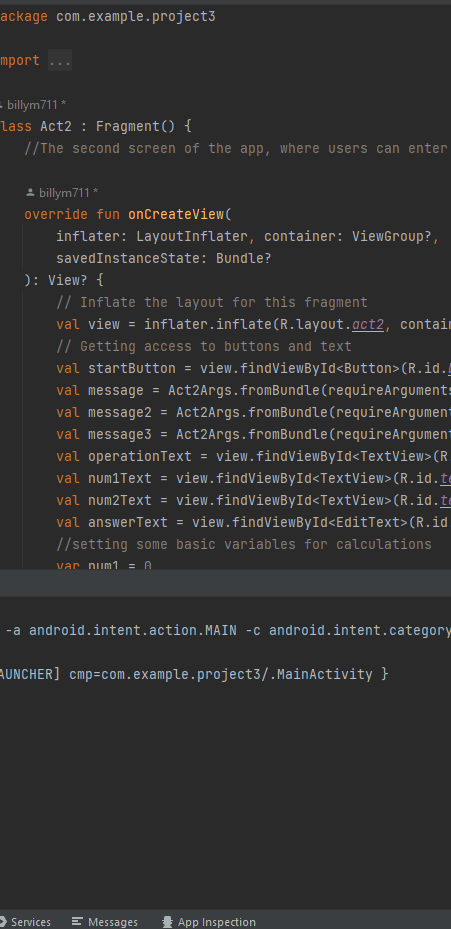 ackage com.example.project3
mport ...
billym711 *
lass Act2 : Fragment() {
//The second screen of the app, where users can enter
billym711 *
override fun onCreateView(
inflater: LayoutInflater, container: ViewGroup?,
savedInstanceState: Bundle?
): View? {
// Inflate the layout for this fragment
val view = inflater.inflate(R.layout.act2, contain
// Getting access to buttons and text
val startButton = view.findViewById<Button>(R.id.
val message = Act2Args.fromBundle(requireArguments
val message2 = Act2Args.fromBundle(requireArgument
val message3 = Act2Args.fromBundle(requireArgument
val operationText = view.findViewById<TextView>(R.
val num1Text = view.findViewById<TextView>(R.id.te
val num2Text = view.findViewById<TextView>(R.id.te
val answerText = view.findViewById<EditText>(R.id
//setting some basic variables for calculations
var num1 = 0
-a android.intent.action.MAIN -c android.intent.category
AUNCHER] cmp=com.example.project3/.MainActivity }
Services Messages App Inspection